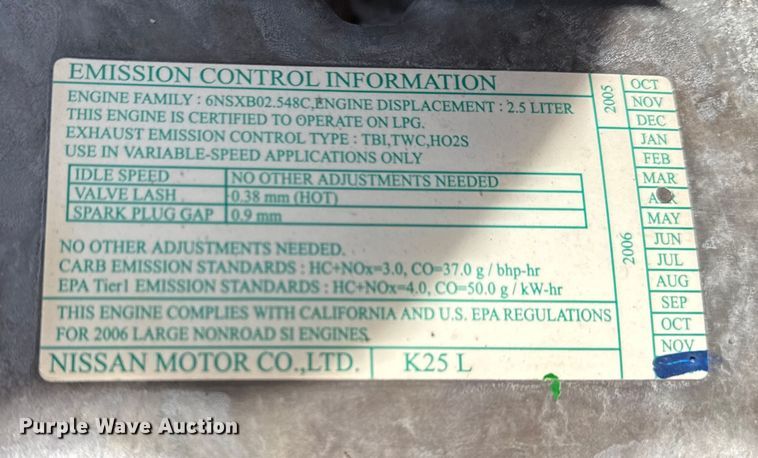 EMISSION CONTROL INFORMATION
ENGINE FAMILY : 6NSXB02.548C, ENGINE DISPLACEMENT : 2.5 LITER
THIS ENGINE IS CERTIFIED TO OPERATE ON LPG.
EXHAUST EMISSION CONTROL TYPE : TBI,TWC,HO2S
USE IN VARIABLE-SPEED APPLICATIONS ONLY
IDLE SPEED NO OTHER ADJUSTMENTS NEEDED
VALVE LASH 0.38 mm (HOT)
SPARK PLUG GAP 0.9 mm
NO OTHER ADJUSTMENTS NEEDED.
CARB EMISSION STANDARDS : HC+NOx=3.0, CO=37.0 g / bhp-hr
EPA Tier1 EMISSION STANDARDS : HC+NOx=4.0, CO=50.0 g / kW-hr
THIS ENGINE COMPLIES WITH CALIFORNIA AND U.S. EPA REGULATIONS
FOR 2006 LARGE NONROAD SI ENGINES.
NISSAN MOTOR CO.,LTD. K25 L
2005
OCT
NOV
DEC
2006
JAN
FEB
MAR
APR
MAY
JUN
JUL
AUG
SEP
OCT
NOV
Purple Wave Auction